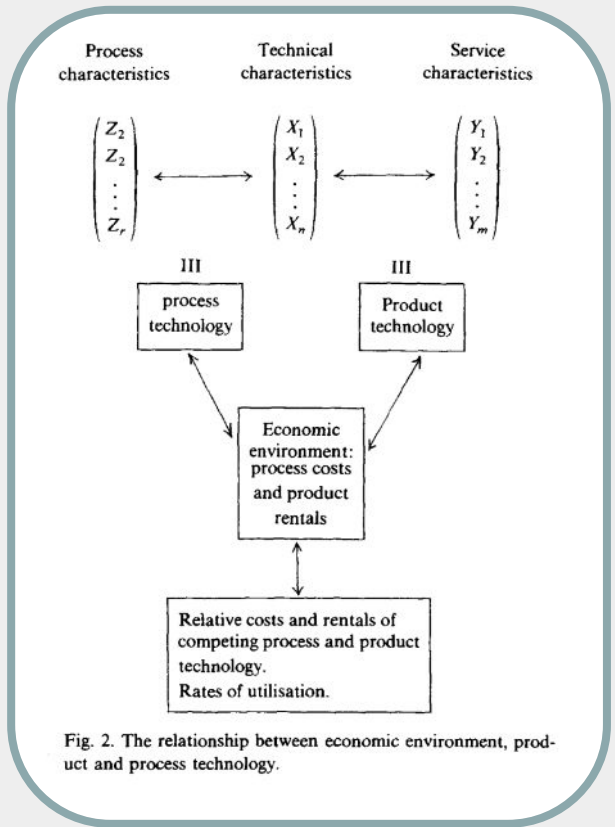 Process Technical Service
characteristics characteristics characteristics
Z2 X1 Y1
Z2 X2 Y2
. . .
. . .
Zr Xn Ym
III III
process Product
technology technology
Economic
environment:
process costs
and product
rentals
Relative costs and rentals of
competing process and product
technology.
Rates of utilisation.
Fig. 2. The relationship between economic environment, prod-
uct and process technology.